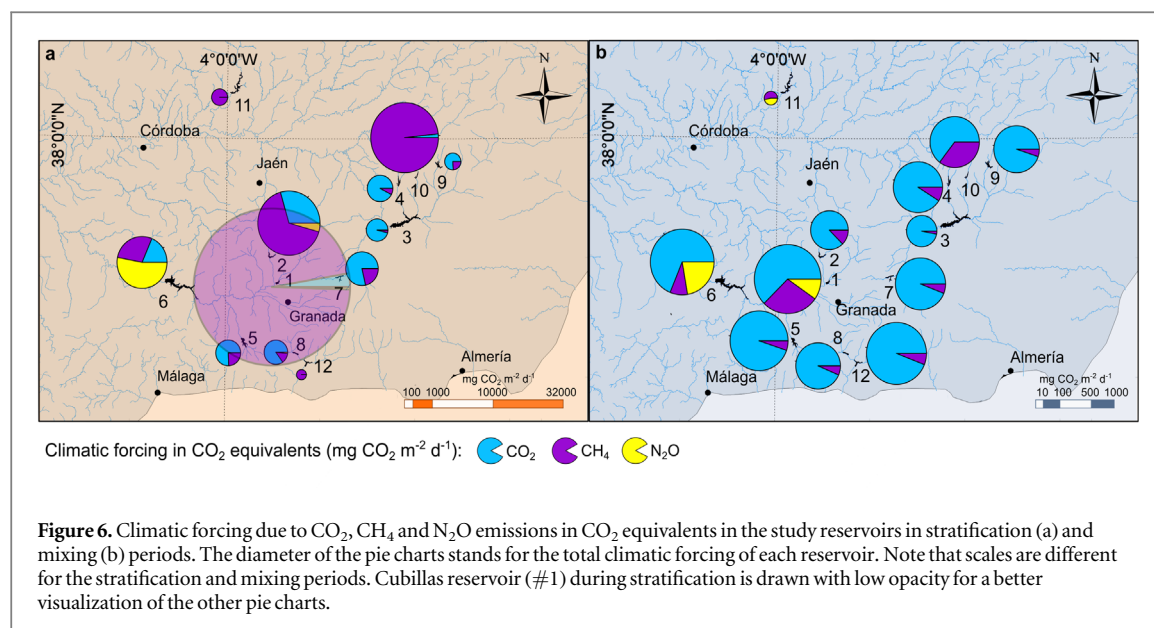 a
4°0'0"W
N
11
38°0'0"N
Córdoba
Jaén
9
10
4
3
2
1
7
6
Granada
5
8
12
Málaga
Almería
mg CO₂ m⁻² d⁻¹
100 1000 10000 32000
b
4°0'0"W
N
11
38°0'0"N
Córdoba
Jaén
9
10
4
3
2
1
7
6
Granada
5
8
12
Málaga
Almería
mg CO₂ m⁻² d⁻¹
10 100 500 1000
Climatic forcing in CO₂ equivalents (mg CO₂ m⁻² d⁻¹): CO₂ CH₄ N₂O
Figure 6. Climatic forcing due to CO₂, CH₄ and N₂O emissions in CO₂ equivalents in the study reservoirs in stratification (a) and
mixing (b) periods. The diameter of the pie charts stands for the total climatic forcing of each reservoir. Note that scales are different
for the stratification and mixing periods. Cubillas reservoir (#1) during stratification is drawn with low opacity for a better
visualization of the other pie charts.